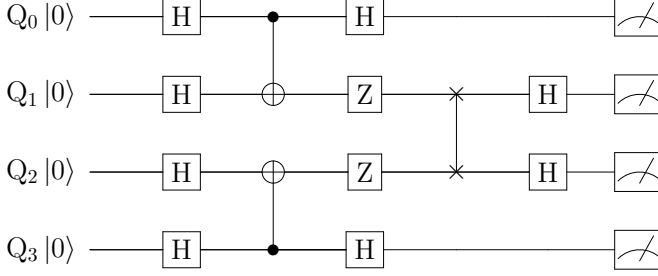 Q₀ |0⟩ H H
Q₁ |0⟩ H Z H
Q₂ |0⟩ H Z H
Q₃ |0⟩ H H